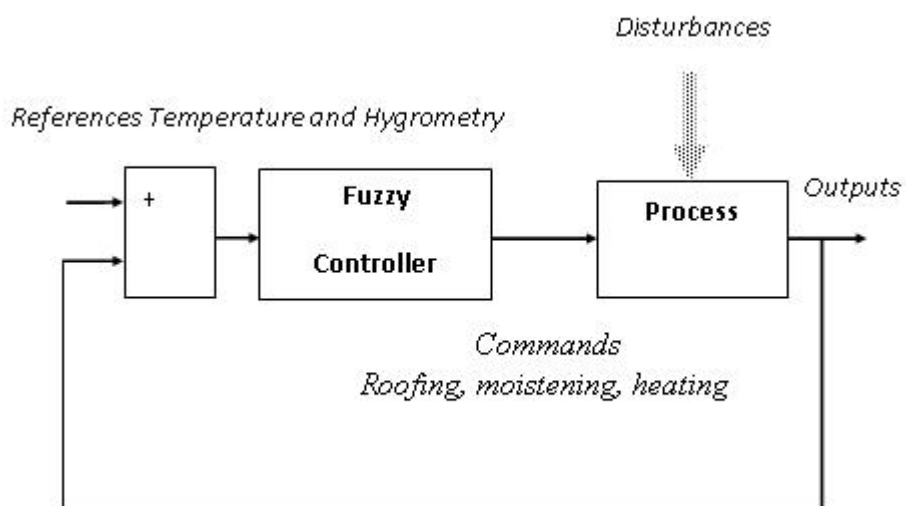 Disturbances
References Temperature and Hygrometry
+
Fuzzy
Controller
Process
Outputs
Commands
Roofing, moistening, heating